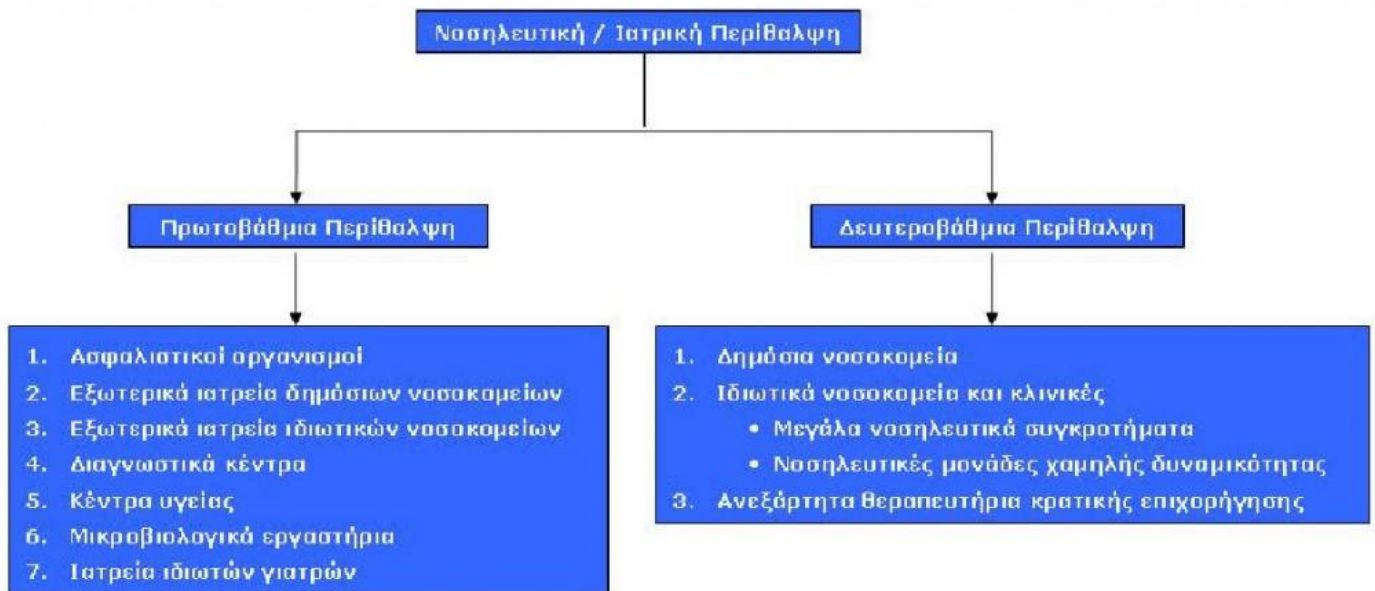 Νοσηλευτική / Ιατρική Περίθαλψη
Πρωτοβάθμια Περίθαλψη
Δευτεροβάθμια Περίθαλψη
1. Ασφαλιστικοί οργανισμοί
2. Εξωτερικά ιατρεία δημόσιων νοσοκομείων
3. Εξωτερικά ιατρεία ιδιωτικών νοσοκομείων
4. Διαγνωστικά κέντρα
5. Κέντρα υγείας
6. Μικροβιολογικά εργαστήρια
7. Ιατρεία ιδιωτών γιατρών
1. Δημόσια νοσοκομεία
2. Ιδιωτικά νοσοκομεία και κλινικές
• Μεγάλα νοσηλευτικά συγκροτήματα
• Νοσηλευτικές μονάδες χαμηλής δυναμικότητας
3. Ανεξάρτητα θεραπευτήρια κρατικής επιχορήγησης